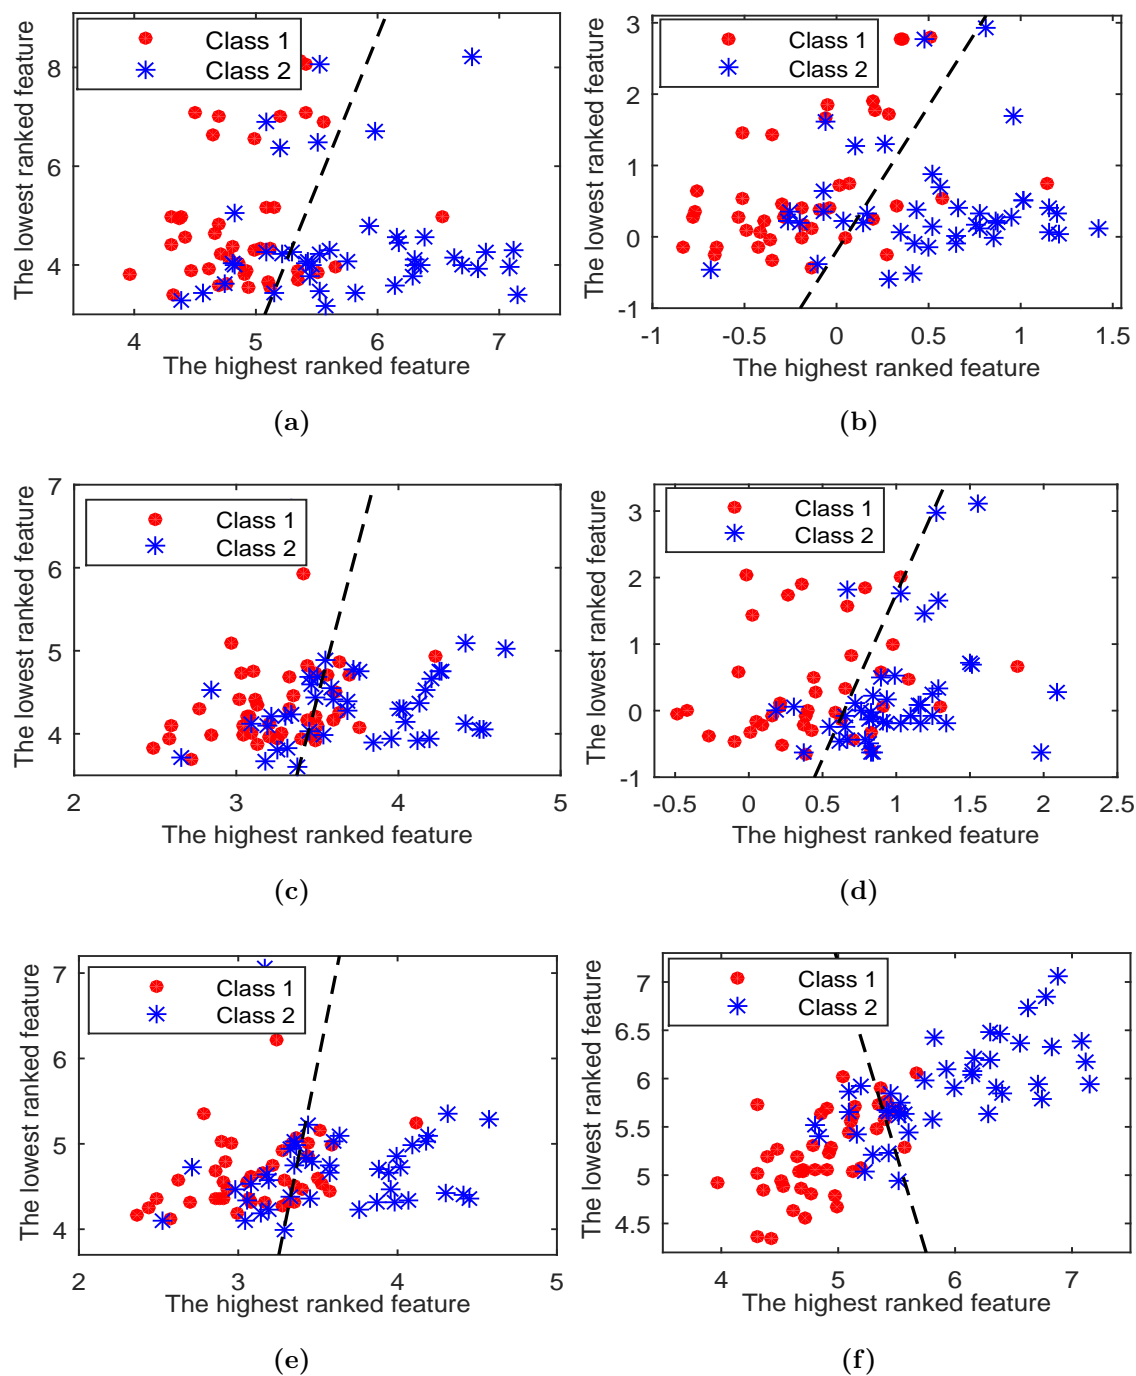 The lowest ranked feature
Class 1
Class 2
8
6
4
4 5 6 7
The highest ranked feature
(a)
The lowest ranked feature
Class 1
Class 2
3
2
1
0
-1
-1 -0.5 0 0.5 1 1.5
The highest ranked feature
(b)
The lowest ranked feature
Class 1
Class 2
7
6
5
4
2 3 4 5
The highest ranked feature
(c)
The lowest ranked feature
Class 1
Class 2
3
2
1
0
-1
-0.5 0 0.5 1 1.5 2 2.5
The highest ranked feature
(d)
The lowest ranked feature
Class 1
Class 2
7
6
5
4
2 3 4 5
The highest ranked feature
(e)
The lowest ranked feature
Class 1
Class 2
7
6.5
6
5.5
5
4.5
4 5 6 7
The highest ranked feature
(f)